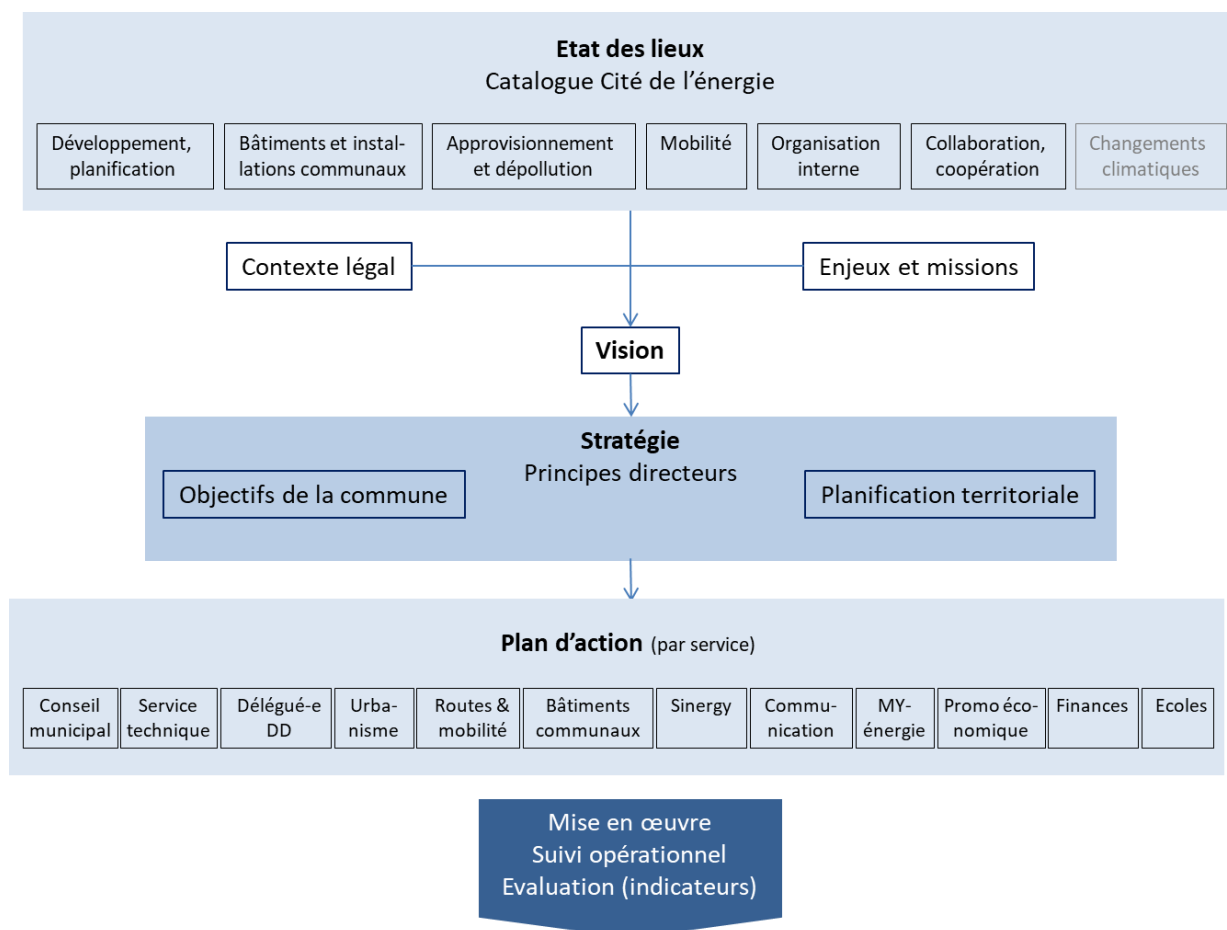 Etat des lieux
Catalogue Cité de l'énergie
Développement,
planification
Bâtiments et instal-
lations communaux
Approvisionnement
et dépollution
Mobilité
Organisation
interne
Collaboration,
coopération
Changements
climatiques
Contexte légal
Enjeux et missions
Vision
Stratégie
Principes directeurs
Objectifs de la commune
Planification territoriale
Plan d'action (par service)
Conseil
municipal
Service
technique
Délégué-e
DD
Urba-
nisme
Routes &
mobilité
Bâtiments
communaux
Sinergy
Commu-
nication
MY-
énergie
Promo éco-
nomique
Finances
Ecoles
Mise en œuvre
Suivi opérationnel
Evaluation (indicateurs)